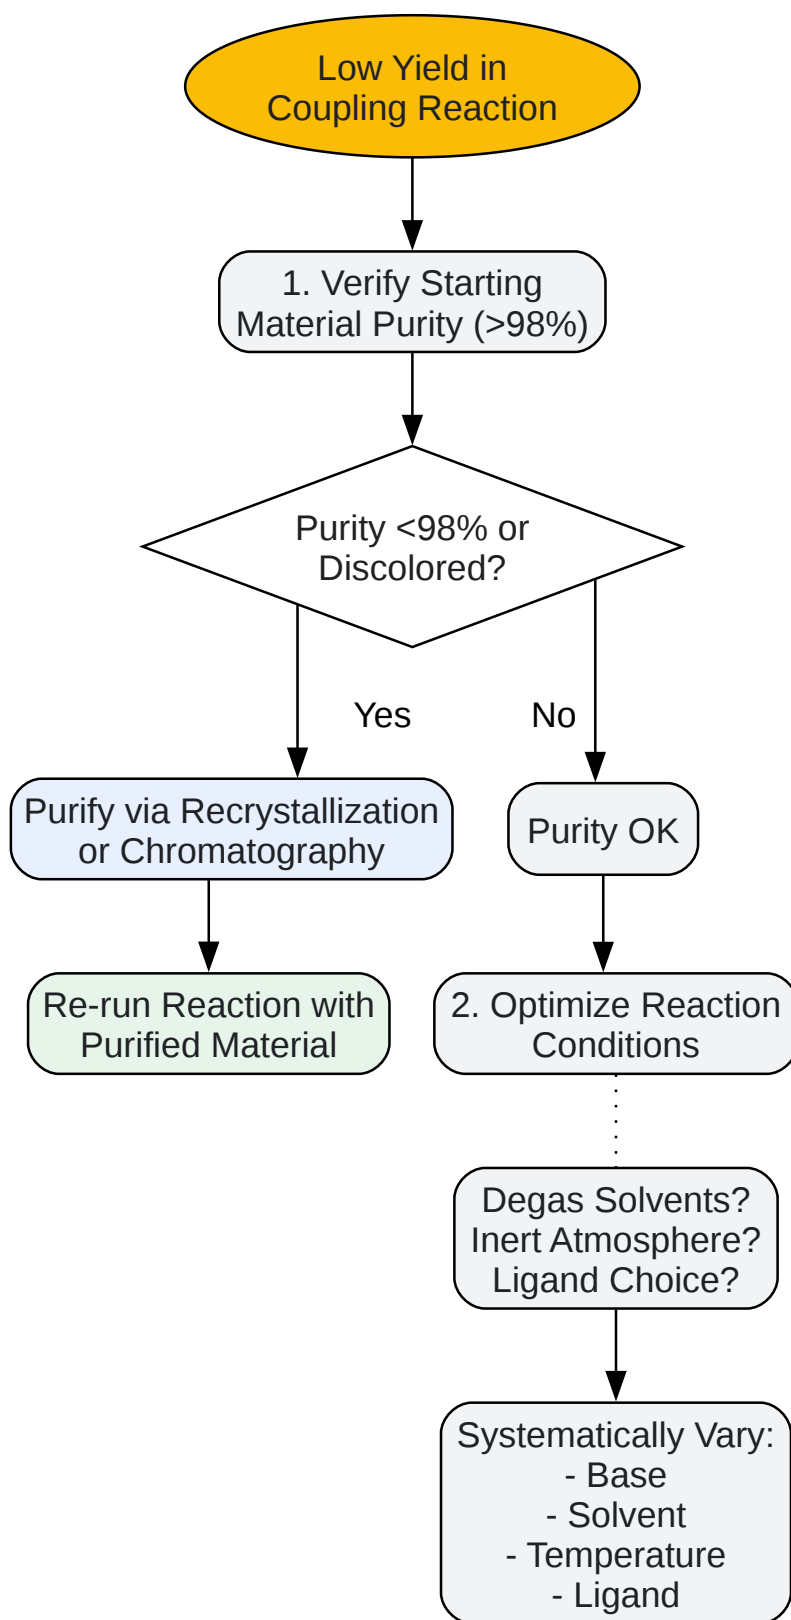 Low Yield in
Coupling Reaction
1. Verify Starting
Material Purity (>98%)
Purity <98% or
Discolored?
Yes
No
Purify via Recrystallization
or Chromatography
Purity OK
Re-run Reaction with
Purified Material
2. Optimize Reaction
Conditions
Degas Solvents?
Inert Atmosphere?
Ligand Choice?
Systematically Vary:
- Base
- Solvent
- Temperature
- Ligand